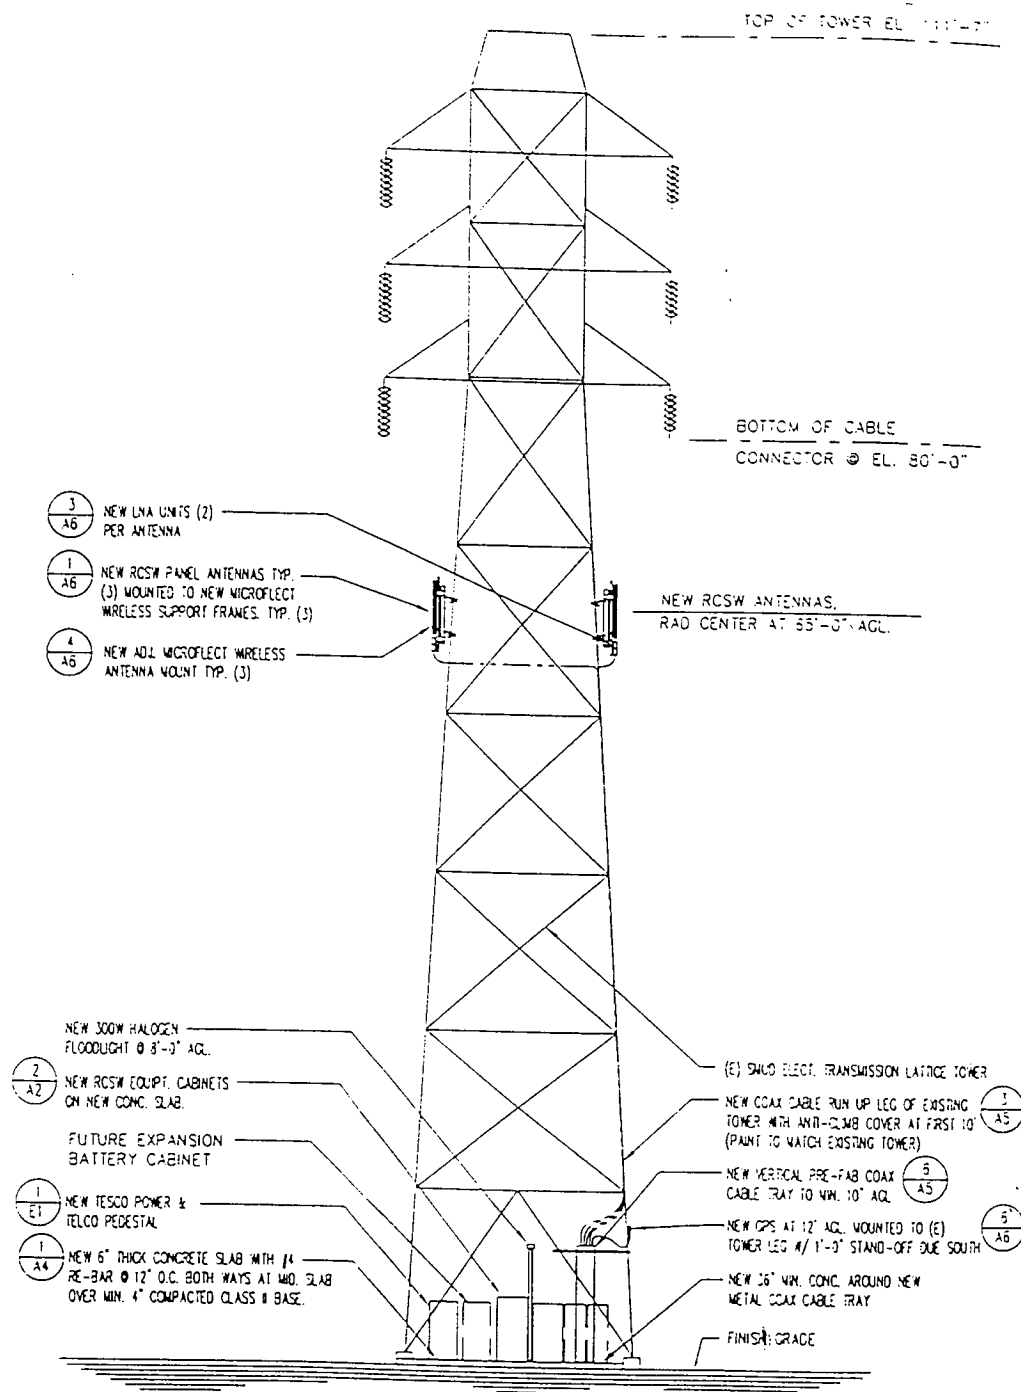 TOP OF TOWER EL.
BOTTOM OF CABLE
CONNECTOR @ EL. 80'-0"
3
A6
NEW LNA UNITS (2)
PER ANTENNA
1
A6
NEW RCSW PANEL ANTENNAS TYP.
(3) MOUNTED TO NEW MICROFLECT
WIRELESS SUPPORT FRAMES. TYP. (3)
4
A6
NEW ADJ. MICROFLECT WIRELESS
ANTENNA MOUNT TYP. (3)
NEW RCSW ANTENNAS,
RAD CENTER AT AGL.
NEW 300W HALOGEN
FLOODLIGHT @ AGL.
2
A2
NEW RCSW EQUIPT. CABINETS
ON NEW CONC. SLAB.
FUTURE EXPANSION
BATTERY CABINET
1
E1
NEW TESCO POWER &
TELCO PEDESTAL
1
A4
NEW 6" THICK CONCRETE SLAB WITH #4
RE-BAR @ 12" O.C. BOTH WAYS AT MID. SLAB
OVER MIN. 4" COMPACTED CLASS II BASE.
(E) SMUD ELECT. TRANSMISSION LATTICE TOWER
NEW COAX CABLE RUN UP LEG OF EXISTING
TOWER WITH ANTI-CLIMB COVER AT FIRST 10'
(PAINT TO MATCH EXISTING TOWER)
3
A5
NEW VERTICAL PRE-FAB COAX
CABLE TRAY TO MIN. 10' AGL
6
A5
NEW GPS AT 12' AGL. MOUNTED TO (E)
TOWER LEG W/ 1'-0" STAND-OFF DUE SOUTH
6
A6
NEW MIN. CONC. AROUND NEW
METAL COAX CABLE TRAY
FINISH GRADE